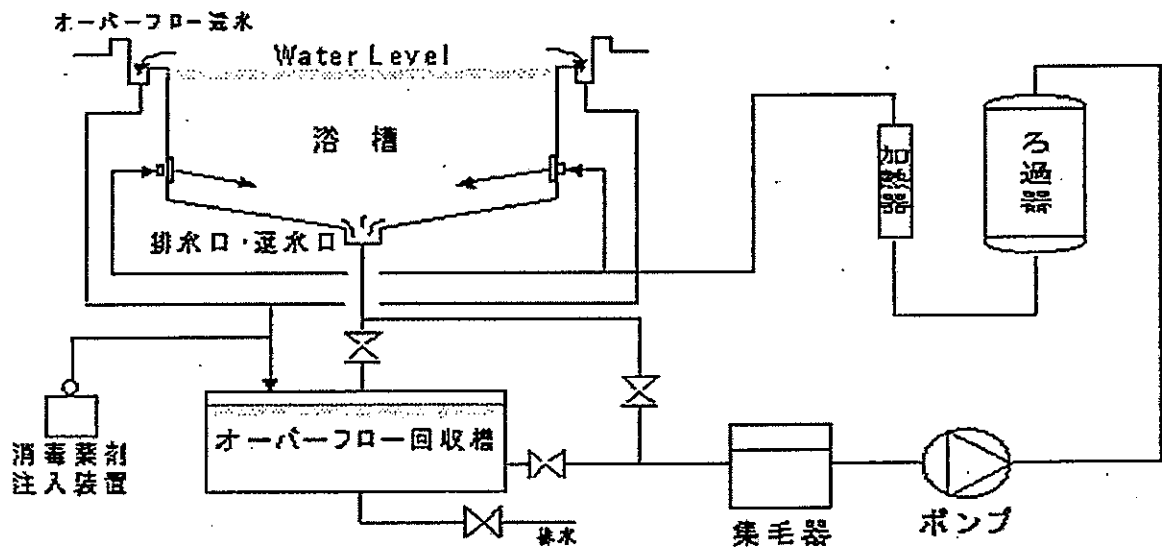 オーバーフロー還水
Water Level
浴槽
加熱器
ろ過器
排水口・還水口
オーバーフロー回収槽
消毒薬剤
注入装置
排水
集毛器
ポンプ